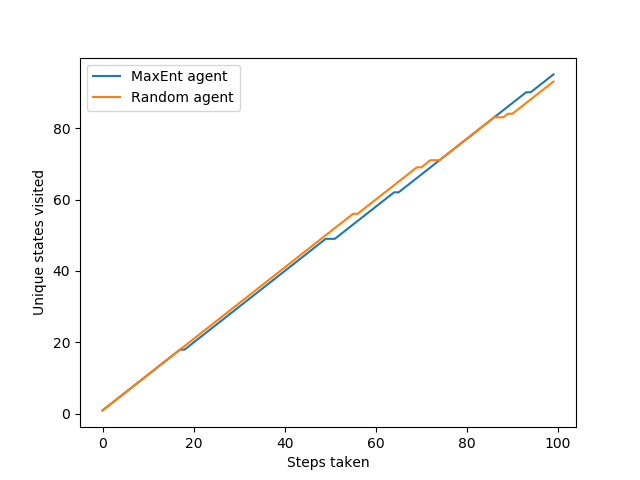 MaxEnt agent
Random agent
80
60
40
20
0
Unique states visited
0 20 40 60 80 100
Steps taken